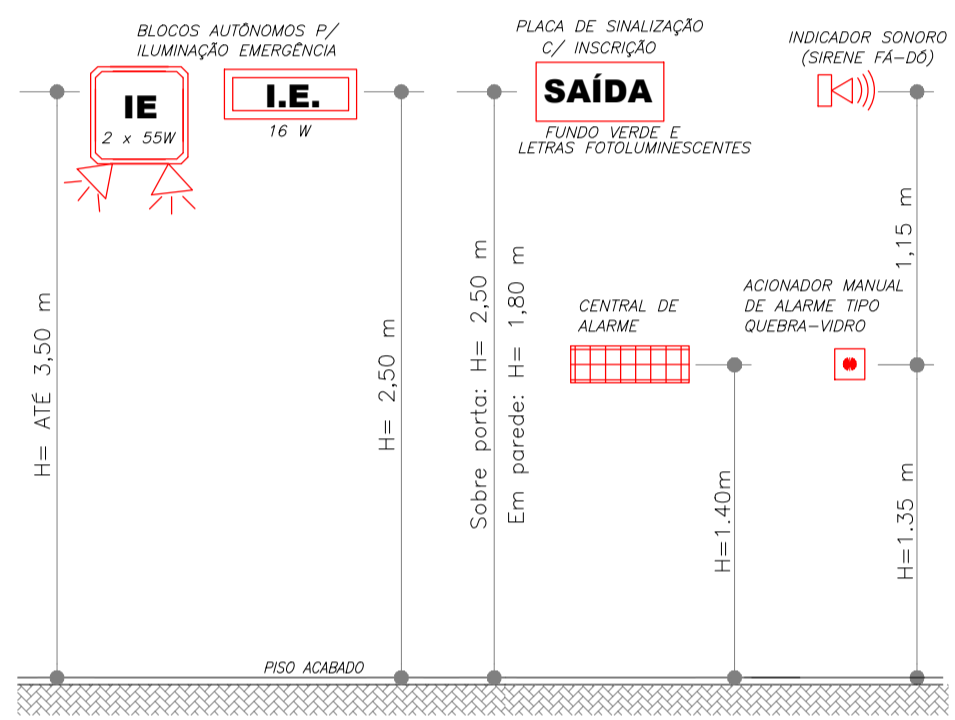 BLOCOS AUTÔNOMOS P/
ILUMINAÇÃO EMERGÊNCIA
IE
2 x 55W
I.E.
16 W
PLACA DE SINALIZAÇÃO
C/ INSCRIÇÃO
SAÍDA
FUNDO VERDE E
LETRAS FOTOLUMINESCENTES
INDICADOR SONORO
(SIRENE FÁ-DÓ)
H= ATÉ 3,50 m
H= 2,50 m
Sobre porta: H= 2,50 m
Em parede: H= 1,80 m
1,15 m
CENTRAL DE
ALARME
ACIONADOR MANUAL
DE ALARME TIPO
QUEBRA-VIDRO
H=1.40m
H=1.35 m
PISO ACABADO